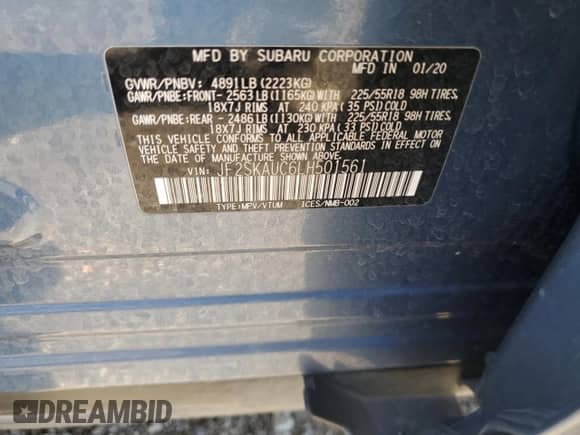 MFD BY SUBARU CORPORATION
MFD IN 01/20
GVWR/PNBV: 4891LB(2223KG)
GAWR/PNBE:FRONT- 2563LB(1165KG)WITH 225/55R18 98H TIRES,
18X7J RIMS AT 240 KPA(35 PSI)COLD
GAWR/PNBE:REAR - 2486LB(1130KG)WITH 225/55R18 98H TIRES,
18X7J RIMS AT 230 KPA(33 PSI)COLD
THIS VEHICLE CONFORMS TO ALL APPLICABLE FEDERAL MOTOR
VEHICLE SAFETY AND THEFT PREVENTION STANDARDS IN
EFFECT ON THE DATE OF MANUFACTURE SHOWN ABOVE.
VIN: JF2SKAUC6LH501561
TYPE:MPV/VTUM ICES/NMB-002
DREAMBID